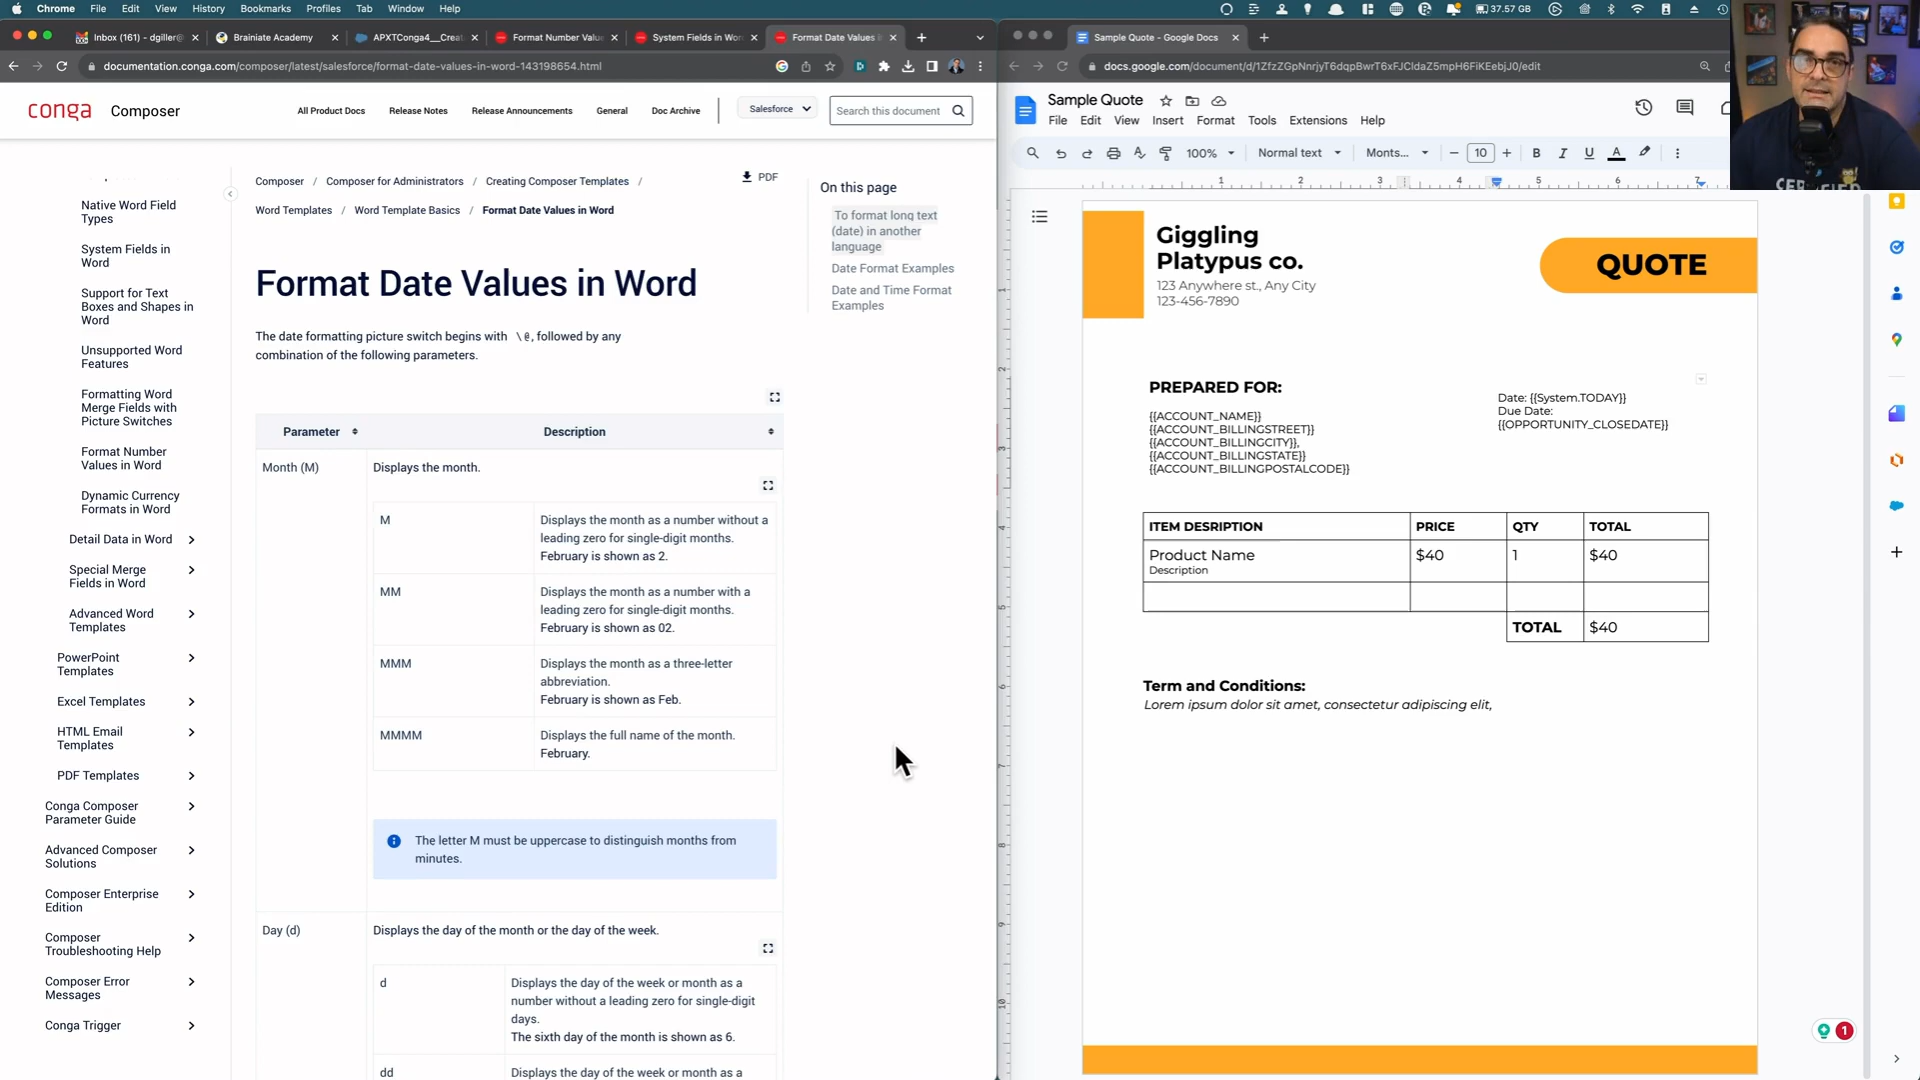 Chrome File Edit View History Bookmarks Profiles Tab Window Help
37.57 GB
Inbox (161) - dgiller@
Brainiate Academy
APXTConga4__Creat
Format Number Value
System Fields in Wor
Format Date Values i
documentation.conga.com/composer/latest/salesforce/format-date-values-in-word-143198654.html
conga Composer
All Product Docs
Release Notes
Release Announcements
General
Doc Archive
Salesforce
Search this document
Native Word Field
Types
System Fields in
Word
Support for Text
Boxes and Shapes in
Word
Unsupported Word
Features
Formatting Word
Merge Fields with
Picture Switches
Format Number
Values in Word
Dynamic Currency
Formats in Word
Detail Data in Word
Special Merge
Fields in Word
Advanced Word
Templates
PowerPoint
Templates
Excel Templates
HTML Email
Templates
PDF Templates
Conga Composer
Parameter Guide
Advanced Composer
Solutions
Composer Enterprise
Edition
Composer
Troubleshooting Help
Composer Error
Messages
Conga Trigger
Composer / Composer for Administrators / Creating Composer Templates /
Word Templates / Word Template Basics / Format Date Values in Word
PDF
Format Date Values in Word
The date formatting picture switch begins with \@, followed by any
combination of the following parameters.
Parameter
Description
Month (M)
Displays the month.
M
Displays the month as a number without a
leading zero for single-digit months.
February is shown as 2.
MM
Displays the month as a number with a
leading zero for single-digit months.
February is shown as 02.
MMM
Displays the month as a three-letter
abbreviation.
February is shown as Feb.
MMMM
Displays the full name of the month.
February.
The letter M must be uppercase to distinguish months from
minutes.
Day (d)
Displays the day of the month or the day of the week.
d
Displays the day of the week or month as a
number without a leading zero for single-digit
days.
The sixth day of the month is shown as 6.
dd
Displays the day of the week or month as a
On this page
To format long text
(date) in another
language
Date Format Examples
Date and Time Format
Examples
Sample Quote - Google Docs
docs.google.com/document/d/1ZfzZGpNnrjyT6dqpBwrT6xFJCldaZ5mpH6FiKEebjJ0/edit
Sample Quote
File Edit View Insert Format Tools Extensions Help
100%
Normal text
Monts...
10
B I U A
1 2 3 4 5 6 7
Giggling
Platypus co.
123 Anywhere st., Any City
123-456-7890
QUOTE
PREPARED FOR:
{{ACCOUNT_NAME}}
{{ACCOUNT_BILLINGSTREET}}
{{ACCOUNT_BILLINGCITY}},
{{ACCOUNT_BILLINGSTATE}}
{{ACCOUNT_BILLINGPOSTALCODE}}
Date: {{System.TODAY}}
Due Date:
{{OPPORTUNITY_CLOSEDATE}}
ITEM DESRIPTION
PRICE
QTY
TOTAL
Product Name
Description
$40
1
$40
TOTAL
$40
Term and Conditions:
Lorem ipsum dolor sit amet, consectetur adipiscing elit,
1